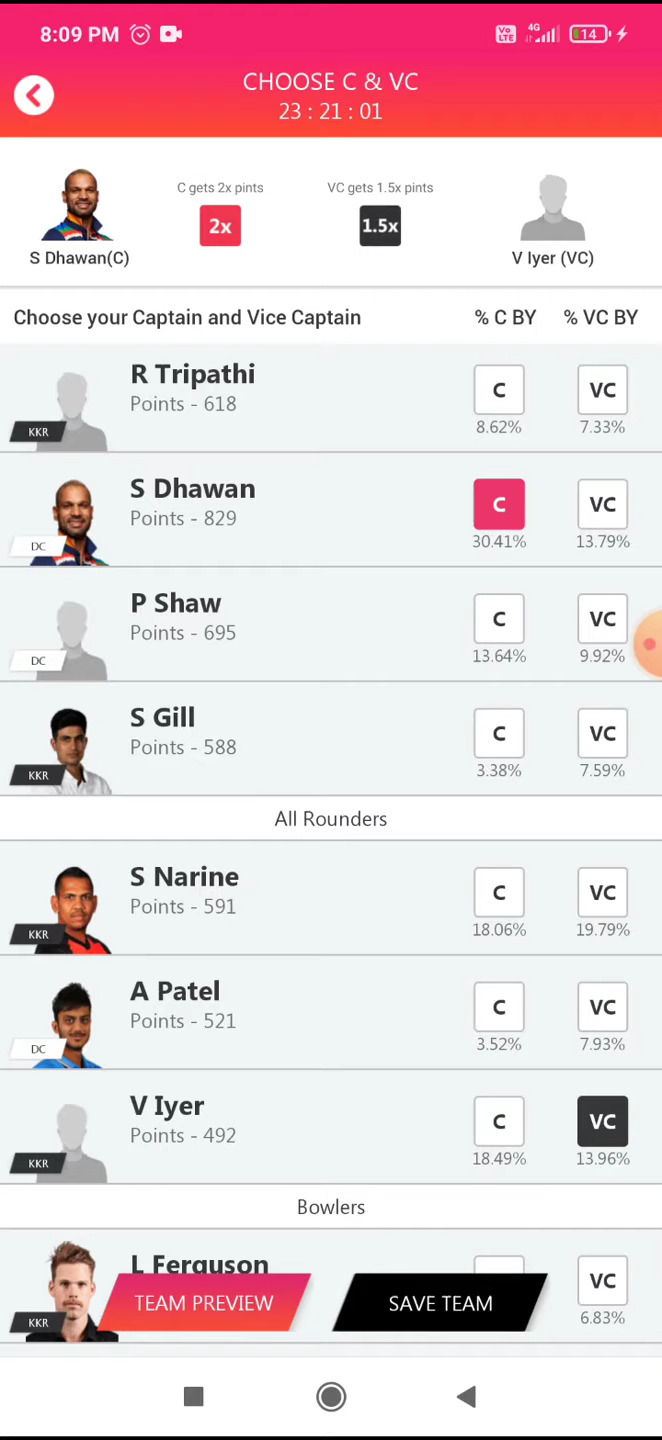 8:09 PM
Vo LTE 4G 14
CHOOSE C & VC
23 : 21 : 01
C gets 2x pints
VC gets 1.5x pints
2x
1.5x
S Dhawan(C)
V Iyer (VC)
Choose your Captain and Vice Captain
% C BY
% VC BY
R Tripathi
Points - 618
KKR
C
VC
8.62%
7.33%
S Dhawan
Points - 829
DC
C
VC
30.41%
13.79%
P Shaw
Points - 695
DC
C
VC
13.64%
9.92%
S Gill
Points - 588
KKR
C
VC
3.38%
7.59%
All Rounders
S Narine
Points - 591
KKR
C
VC
18.06%
19.79%
A Patel
Points - 521
DC
C
VC
3.52%
7.93%
V Iyer
Points - 492
KKR
C
VC
18.49%
13.96%
Bowlers
L Ferguson
KKR
VC
6.83%
TEAM PREVIEW
SAVE TEAM